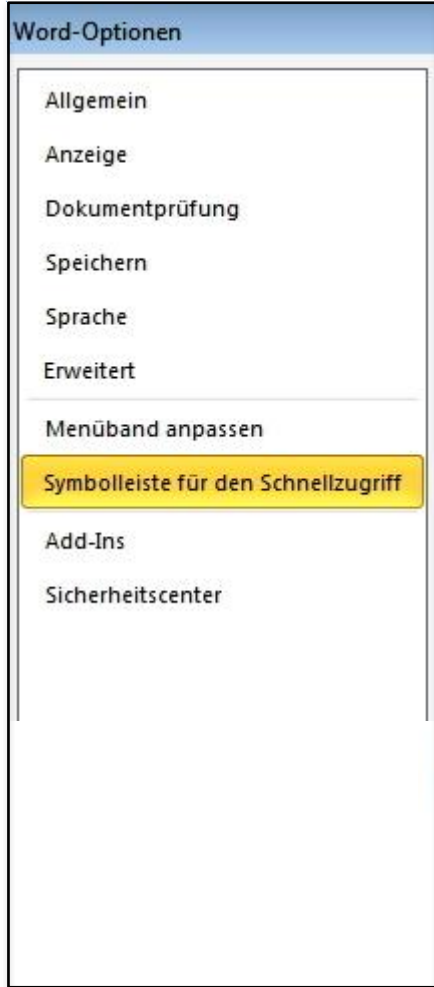 Word-Optionen
Allgemein
Anzeige
Dokumentprüfung
Speichern
Sprache
Erweitert
Menüband anpassen
Symbolleiste für den Schnellzugriff
Add-Ins
Sicherheitscenter